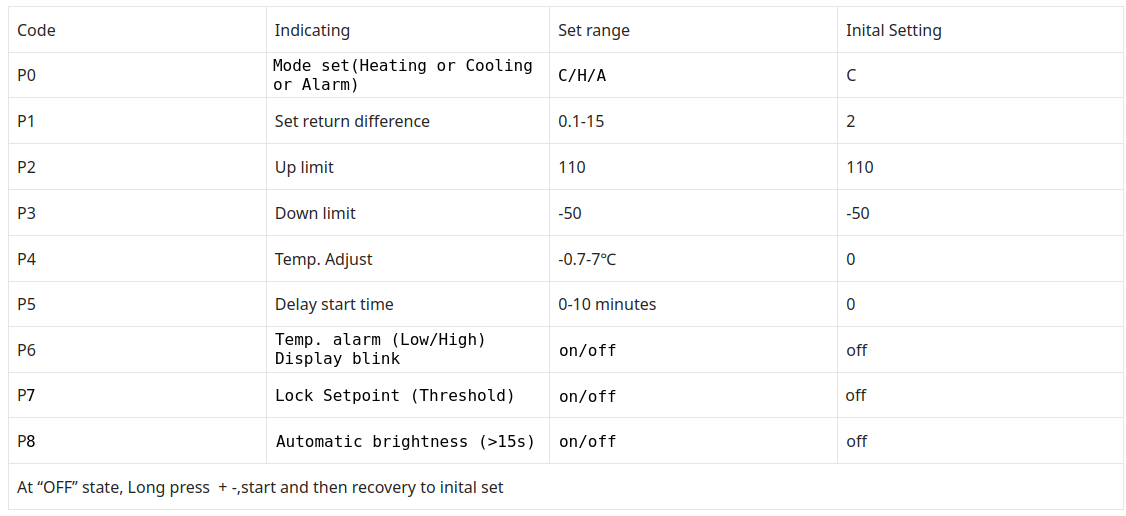 Code Indicating Set range Inital Setting
P0 Mode set(Heating or Cooling or Alarm) C/H/A C
P1 Set return difference 0.1-15 2
P2 Up limit 110 110
P3 Down limit -50 -50
P4 Temp. Adjust -0.7-7℃ 0
P5 Delay start time 0-10 minutes 0
P6 Temp. alarm (Low/High) Display blink on/off off
P7 Lock Setpoint (Threshold) on/off off
P8 Automatic brightness (>15s) on/off off
At “OFF” state, Long press + -,start and then recovery to inital set